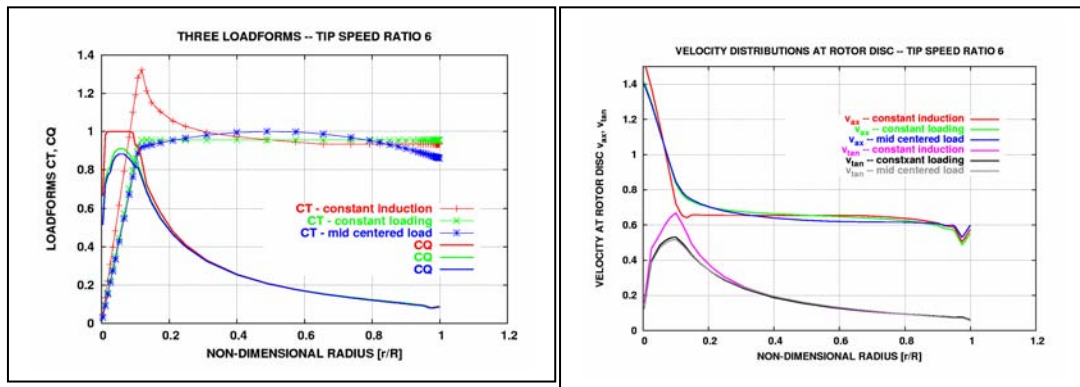 THREE LOADFORMS -- TIP SPEED RATIO 6
LOADFORMS CT, CQ
1.4
1.2
1
0.8
0.6
0.4
0.2
0
CT - constant induction
CT - constant loading
CT - mid centered load
CQ
CQ
CQ
0 0.2 0.4 0.6 0.8 1 1.2
NON-DIMENSIONAL RADIUS [r/R]
VELOCITY DISTRIBUTIONS AT ROTOR DISC -- TIP SPEED RATIO 6
VELOCITY AT ROTOR DISC vax, vtan
1.4
1.2
1
0.8
0.6
0.4
0.2
0
vax -- constant induction
vax -- constant loading
vax -- mid centered load
vtan -- constant induction
vtan -- constxant loading
vtan -- mid centered load
0 0.2 0.4 0.6 0.8 1 1.2
NON-DIMENSIONAL RADIUS [r/R]